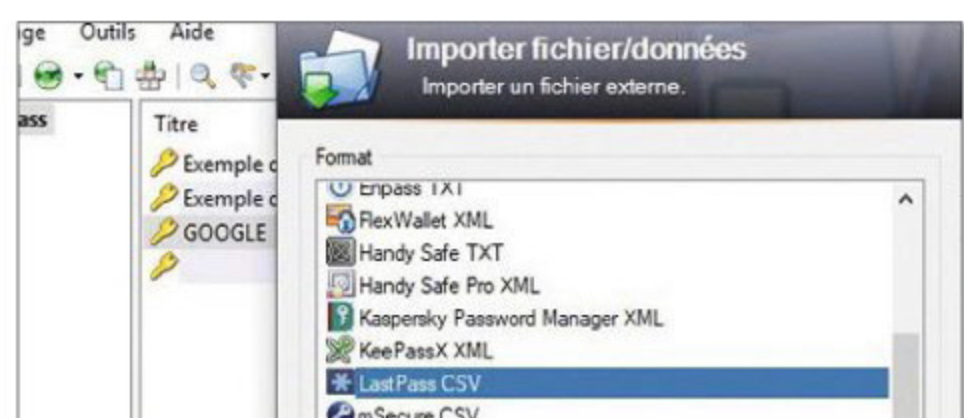 ge Outils Aide
ass
Titre
Exemple
Exemple
GOOGLE
Importer fichier/données
Importer un fichier externe.
Format
Enpass TXT
FlexWallet XML
Handy Safe TXT
Handy Safe Pro XML
Kaspersky Password Manager XML
KeePassX XML
LastPass CSV
mSecure CSV